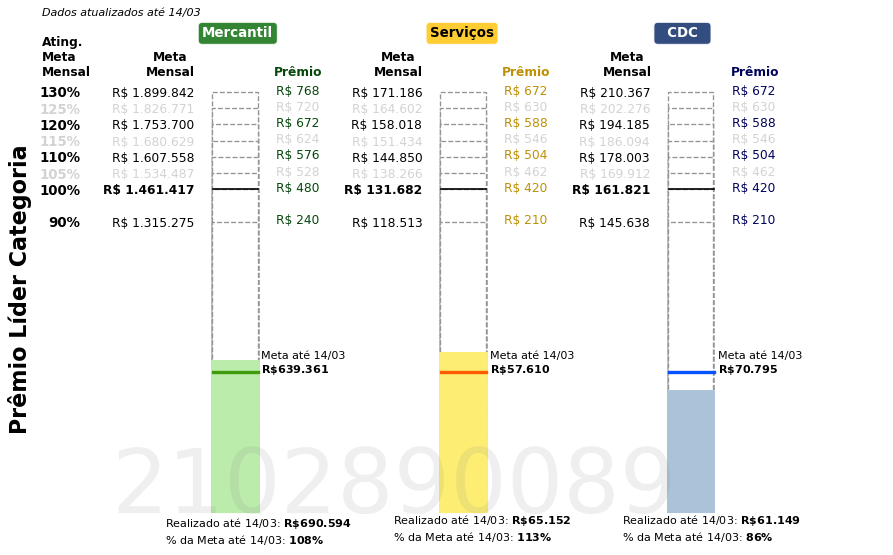 Dados atualizados até 14/03
Mercantil Serviços CDC
Ating.
Meta Meta Meta Meta
Mensal Mensal Prêmio Mensal Prêmio Mensal Prêmio
130% R$ 1.899.842 R$ 768 R$ 171.186 R$ 672 R$ 210.367 R$ 672
125% R$ 1.826.771 R$ 720 R$ 164.602 R$ 630 R$ 202.276 R$ 630
120% R$ 1.753.700 R$ 672 R$ 158.018 R$ 588 R$ 194.185 R$ 588
115% R$ 1.680.629 R$ 624 R$ 151.434 R$ 546 R$ 186.094 R$ 546
110% R$ 1.607.558 R$ 576 R$ 144.850 R$ 504 R$ 178.003 R$ 504
105% R$ 1.534.487 R$ 528 R$ 138.266 R$ 462 R$ 169.912 R$ 462
100% R$ 1.461.417 R$ 480 R$ 131.682 R$ 420 R$ 161.821 R$ 420
90% R$ 1.315.275 R$ 240 R$ 118.513 R$ 210 R$ 145.638 R$ 210
Prêmio Líder Categoria
Meta até 14/03 Meta até 14/03 Meta até 14/03
R$639.361 R$57.610 R$70.795
2102890089
Realizado até 14/03: R$690.594 Realizado até 14/03: R$65.152 Realizado até 14/03: R$61.149
% da Meta até 14/03: 108% % da Meta até 14/03: 113% % da Meta até 14/03: 86%